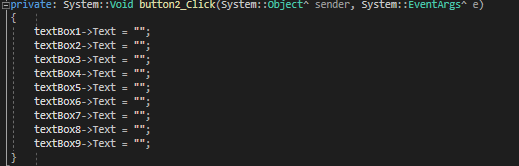 private: System::Void button2_Click(System::Object^ sender, System::EventArgs^ e)
{
textBox1->Text = "";
textBox2->Text = "";
textBox3->Text = "";
textBox4->Text = "";
textBox5->Text = "";
textBox6->Text = "";
textBox7->Text = "";
textBox8->Text = "";
textBox9->Text = "";
}